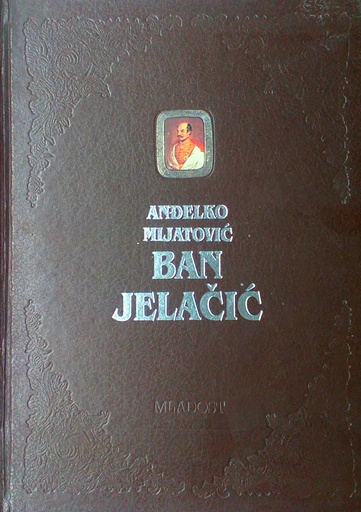 ANĐELKO
MIJATOVIĆ
BAN
JELAČIĆ
MLADOST